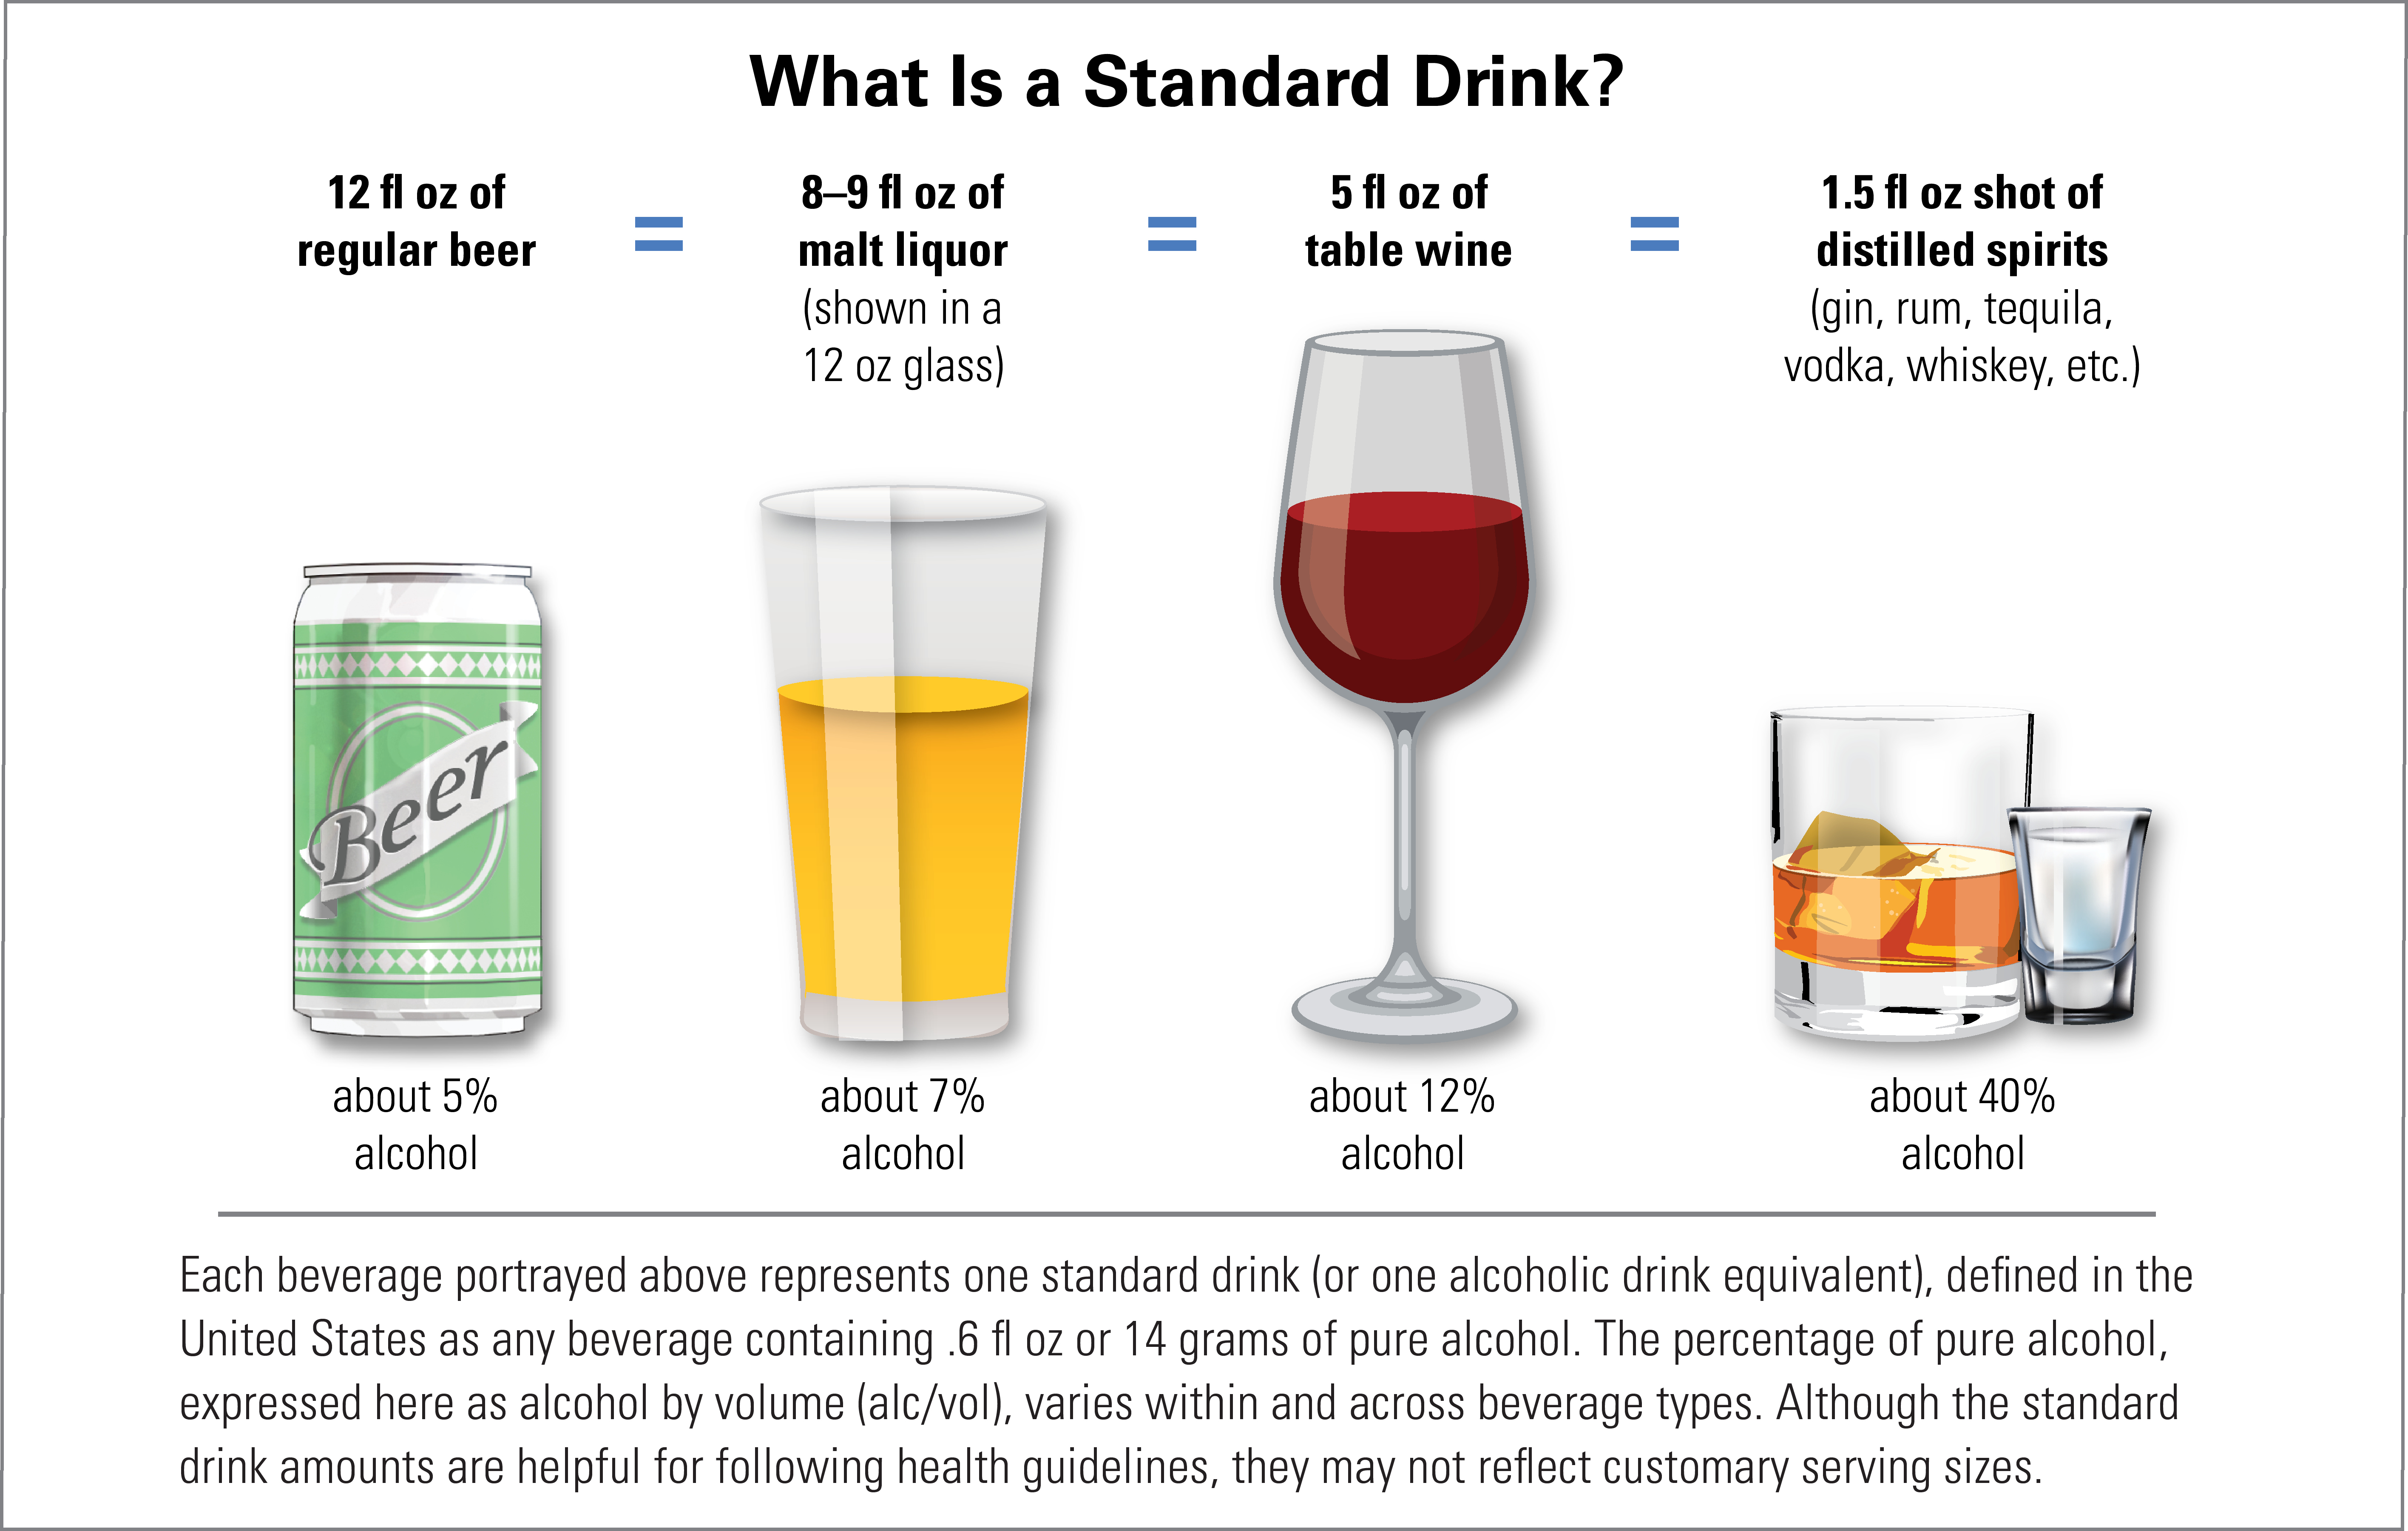 What Is a Standard Drink?
12 fl oz of
regular beer
=
8–9 fl oz of
malt liquor
(shown in a
12 oz glass)
=
5 fl oz of
table wine
=
1.5 fl oz shot of
distilled spirits
(gin, rum, tequila,
vodka, whiskey, etc.)
Beer
about 5%
alcohol
about 7%
alcohol
about 12%
alcohol
about 40%
alcohol
Each beverage portrayed above represents one standard drink (or one alcoholic drink equivalent), defined in the
United States as any beverage containing .6 fl oz or 14 grams of pure alcohol. The percentage of pure alcohol,
expressed here as alcohol by volume (alc/vol), varies within and across beverage types. Although the standard
drink amounts are helpful for following health guidelines, they may not reflect customary serving sizes.